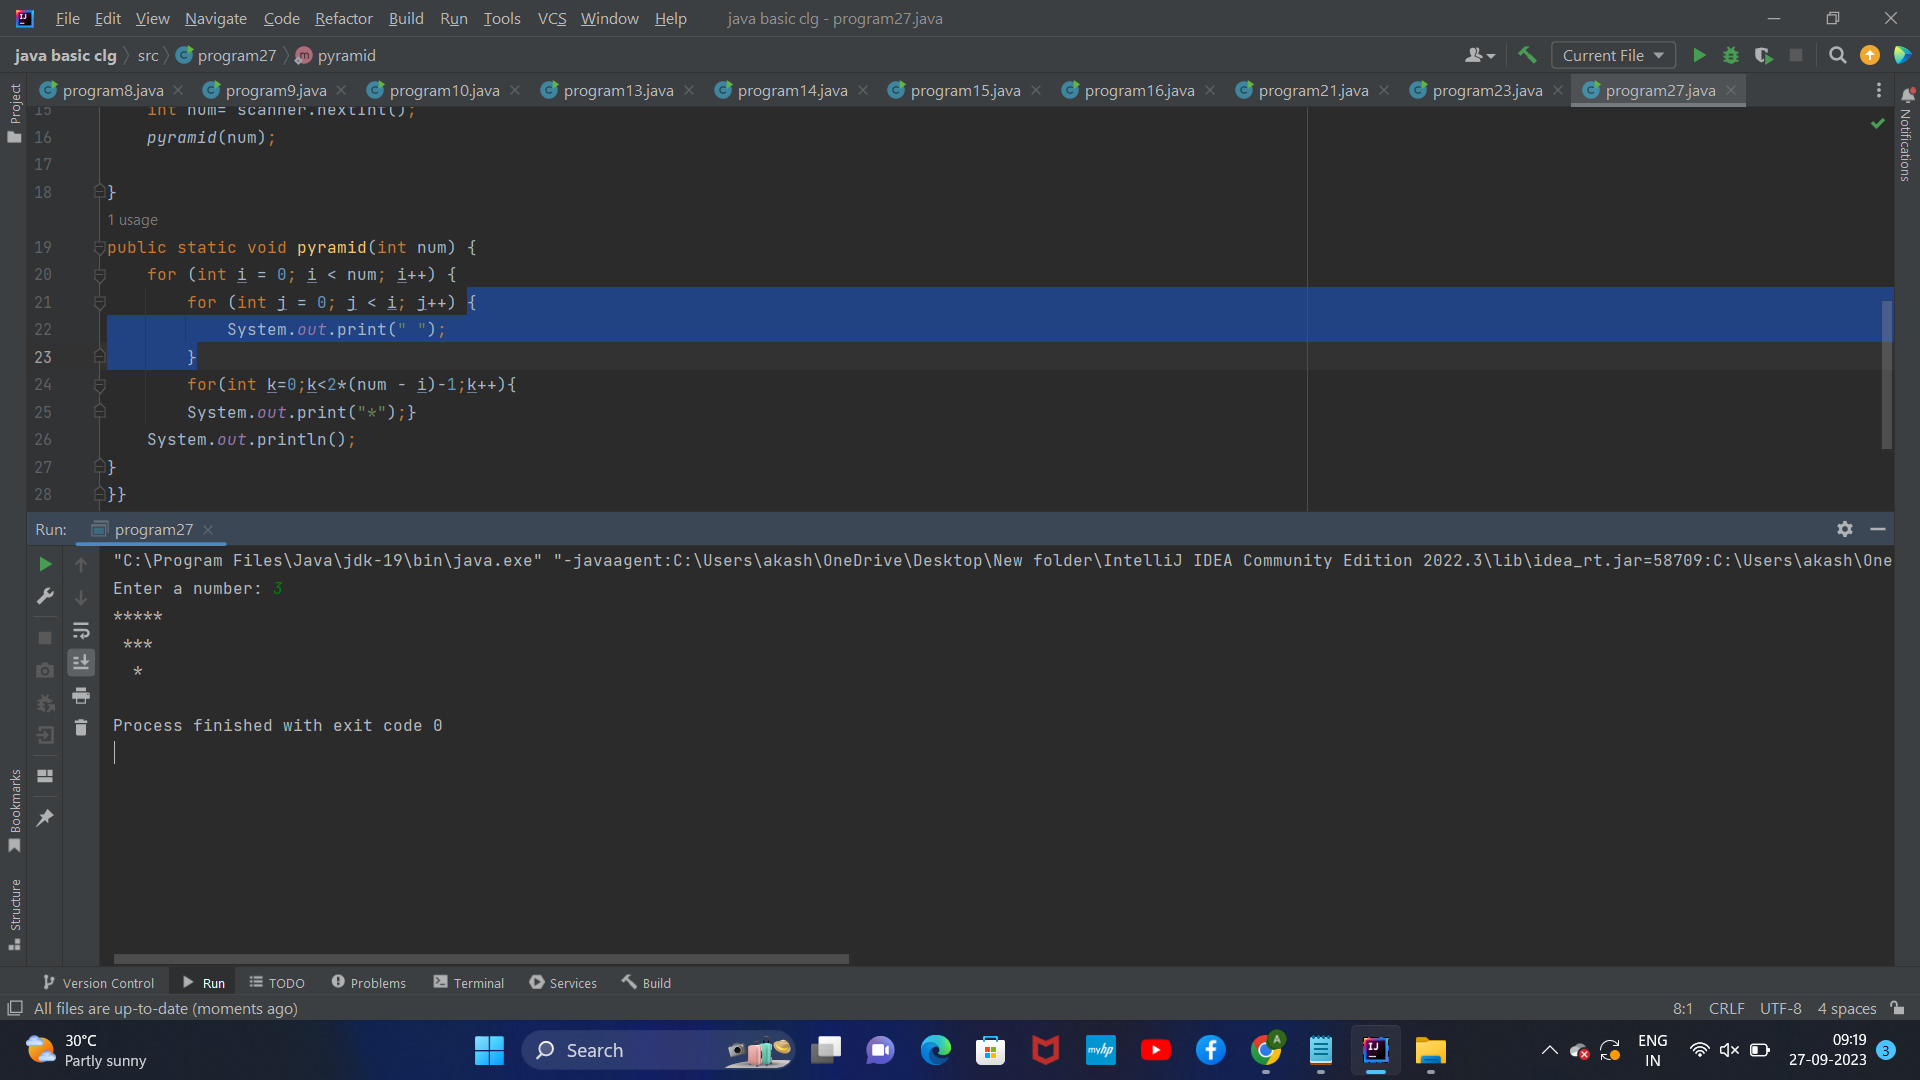 File Edit View Navigate Code Refactor Build Run Tools VCS Window Help java basic clg - program27.java
java basic clg src program27 m pyramid Current File
program8.java program9.java program10.java program13.java program14.java program15.java program16.java program21.java program23.java program27.java
Project
Notifications
15 int num= scanner.nextInt();
16 pyramid(num);
17
18 }
1 usage
19 public static void pyramid(int num) {
20 for (int i = 0; i < num; i++) {
21 for (int j = 0; j < i; j++) {
22 System.out.print(" ");
23 }
24 for(int k=0;k<2*(num - i)-1;k++){
25 System.out.print("*");}
26 System.out.println();
27 }
28 }}
Run: program27
"C:\Program Files\Java\jdk-19\bin\java.exe" "-javaagent:C:\Users\akash\OneDrive\Desktop\New folder\IntelliJ IDEA Community Edition 2022.3\lib\idea_rt.jar=58709:C:\Users\akash\One
Enter a number: 3
*****
***
*
Process finished with exit code 0
Bookmarks
Structure
Version Control Run TODO Problems Terminal Services Build
All files are up-to-date (moments ago) 8:1 CRLF UTF-8 4 spaces
30°C
Partly sunny
Search
myhp
A
IJ
ENG
IN
09:19
27-09-2023
3